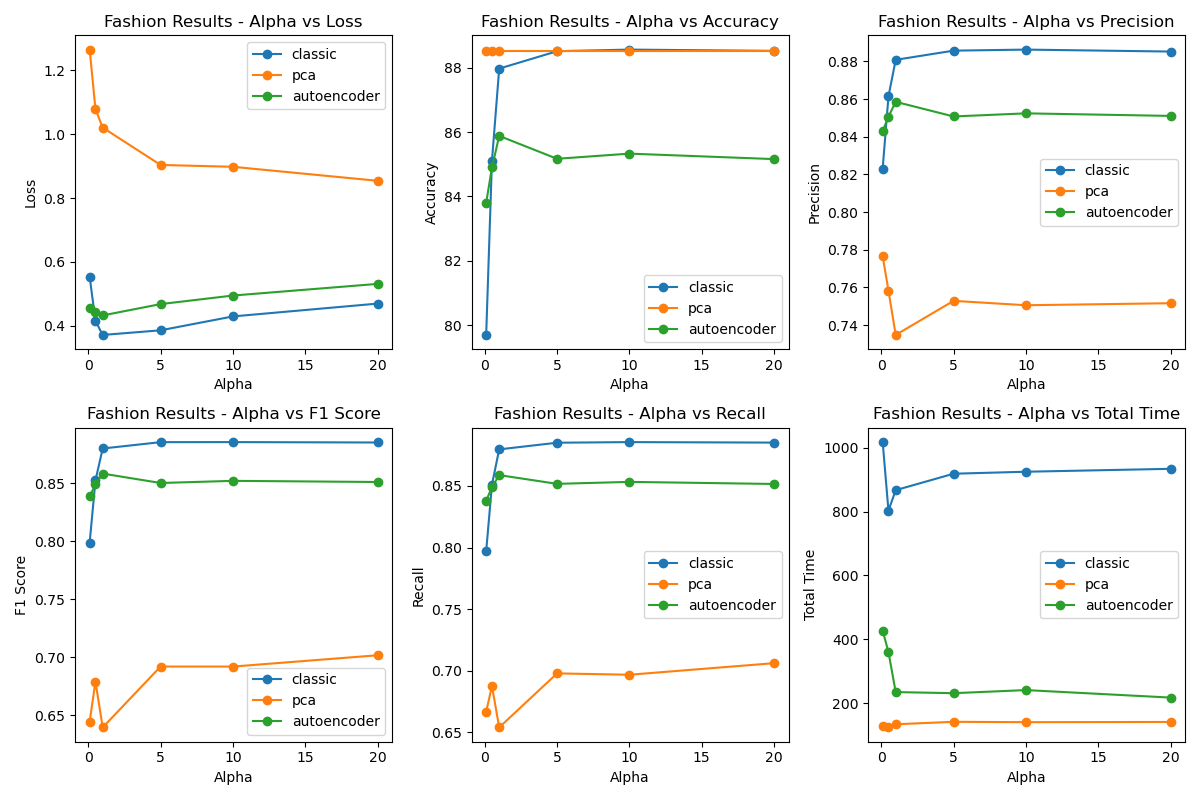 Fashion Results - Alpha vs Loss
Loss
1.2
1.0
0.8
0.6
0.4
0 5 10 15 20
Alpha
classic
pca
autoencoder
Fashion Results - Alpha vs Accuracy
Accuracy
88
86
84
82
80
0 5 10 15 20
Alpha
classic
pca
autoencoder
Fashion Results - Alpha vs Precision
Precision
0.88
0.86
0.84
0.82
0.80
0.78
0.76
0.74
0 5 10 15 20
Alpha
classic
pca
autoencoder
Fashion Results - Alpha vs F1 Score
F1 Score
0.85
0.80
0.75
0.70
0.65
0 5 10 15 20
Alpha
classic
pca
autoencoder
Fashion Results - Alpha vs Recall
Recall
0.85
0.80
0.75
0.70
0.65
0 5 10 15 20
Alpha
classic
pca
autoencoder
Fashion Results - Alpha vs Total Time
Total Time
1000
800
600
400
200
0 5 10 15 20
Alpha
classic
pca
autoencoder